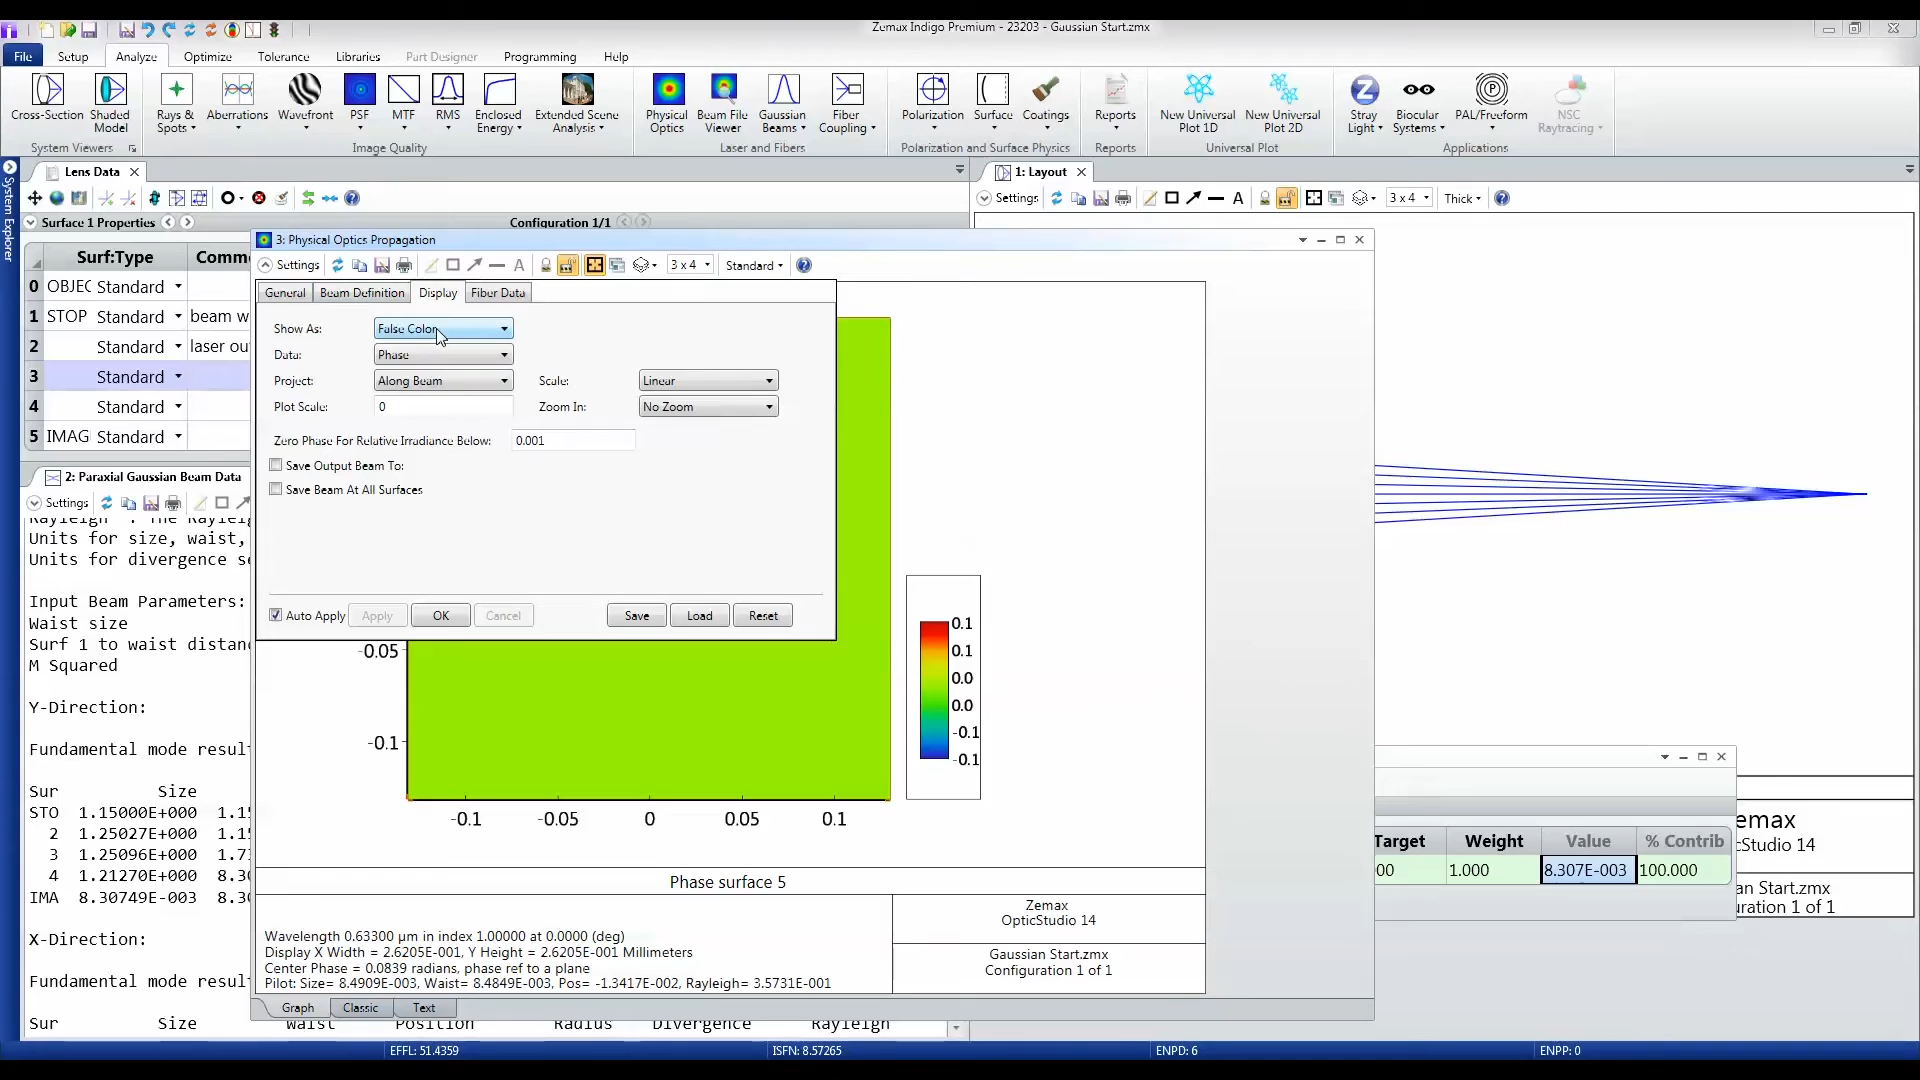 Zemax Indigo Premium - 23203 - Gaussian Start.zmx
File Setup Analyze Optimize Tolerance Libraries Part Designer Programming Help
Cross-Section
Shaded Model
Rays & Spots
Aberrations
Wavefront
PSF
MTF
RMS
Enclosed Energy
Extended Scene Analysis
Physical Optics
Beam File Viewer
Gaussian Beams
Fiber Coupling
Polarization
Surface
Coatings
Reports
New Universal Plot 1D
New Universal Plot 2D
Stray Light
Biocular Systems
PAL/Freeform
NSC Raytracing
System Viewers
Image Quality
Laser and Fibers
Polarization and Surface Physics
Reports
Universal Plot
Applications
System Explorer
Lens Data
Surface 1 Properties
Configuration 1/1
Surf:Type Comm
0 OBJEC Standard
1 STOP Standard beam w
2 Standard laser ou
3 Standard
4 Standard
5 IMAG Standard
1: Layout
Settings 3 x 4 Thick
3: Physical Optics Propagation
Settings 3 x 4 Standard
General Beam Definition Display Fiber Data
Show As: False Color
Data: Phase
Project: Along Beam Scale: Linear
Plot Scale: 0 Zoom In: No Zoom
Zero Phase For Relative Irradiance Below: 0.001
Save Output Beam To:
Save Beam At All Surfaces
Auto Apply Apply OK Cancel Save Load Reset
-0.05
-0.1
-0.1 -0.05 0 0.05 0.1
0.1
0.1
0.0
0.0
-0.1
-0.1
Phase surface 5
Wavelength 0.63300 µm in index 1.00000 at 0.0000 (deg)
Display X Width = 2.6205E-001, Y Height = 2.6205E-001 Millimeters
Center Phase = 0.0839 radians, phase ref to a plane
Pilot: Size= 8.4909E-003, Waist= 8.4849E-003, Pos= -1.3417E-002, Rayleigh= 3.5731E-001
Zemax
OpticStudio 14
Gaussian Start.zmx
Configuration 1 of 1
Graph Classic Text
2: Paraxial Gaussian Beam Data
Settings
Units for size, waist,
Units for divergence se
Input Beam Parameters:
Waist size
Surf 1 to waist distanc
M Squared
Y-Direction:
Fundamental mode result
Sur Size
STO 1.15000E+000 1.15
2 1.25027E+000 1.15
3 1.25096E+000 1.73
4 1.21270E+000 8.30
IMA 8.30749E-003 8.30
X-Direction:
Fundamental mode result
Sur Size Waist Position Radius Divergence Rayleigh
Target Weight Value % Contrib
00 1.000 8.307E-003 100.000
emax
cStudio 14
an Start.zmx
uration 1 of 1
EFFL: 51.4359 ISFN: 8.57265 ENPD: 6 ENPP: 0